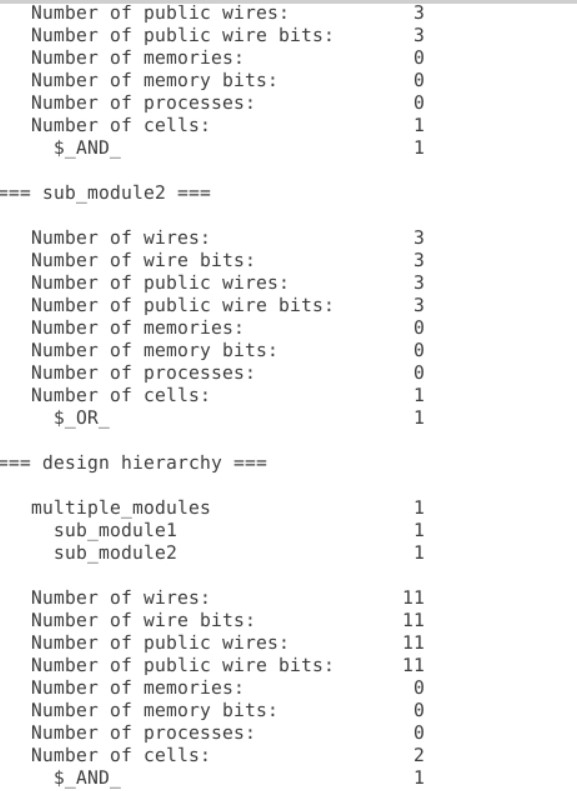 Number of public wires: 3
Number of public wire bits: 3
Number of memories: 0
Number of memory bits: 0
Number of processes: 0
Number of cells: 1
$_AND_ 1
=== sub_module2 ===
Number of wires: 3
Number of wire bits: 3
Number of public wires: 3
Number of public wire bits: 3
Number of memories: 0
Number of memory bits: 0
Number of processes: 0
Number of cells: 1
$_OR_ 1
=== design hierarchy ===
multiple_modules 1
sub_module1 1
sub_module2 1
Number of wires: 11
Number of wire bits: 11
Number of public wires: 11
Number of public wire bits: 11
Number of memories: 0
Number of memory bits: 0
Number of processes: 0
Number of cells: 2
$_AND_ 1